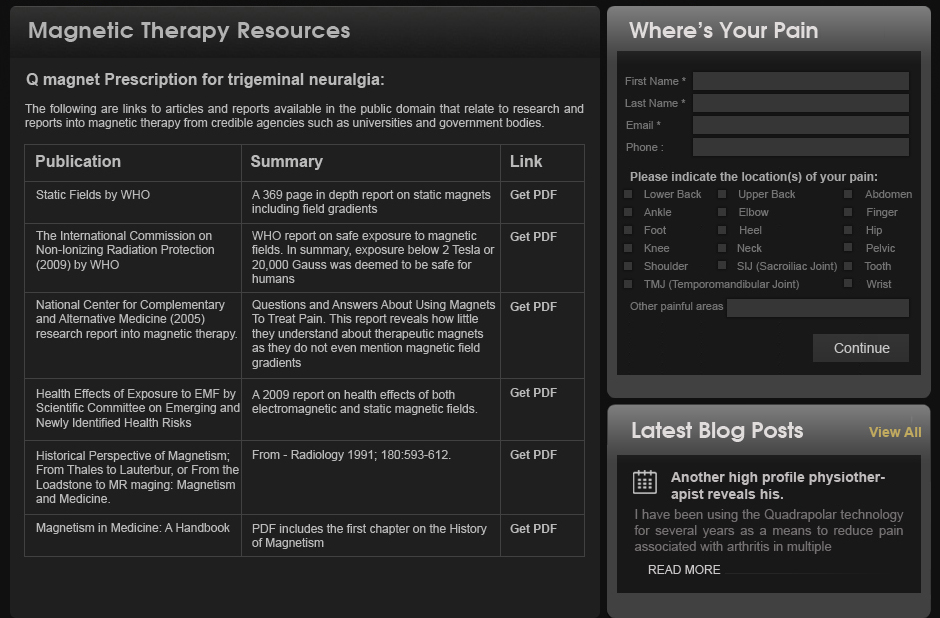 Magnetic Therapy Resources
Q magnet Prescription for trigeminal neuralgia:
The following are links to articles and reports available in the public domain that relate to research and
reports into magnetic therapy from credible agencies such as universities and government bodies.
Publication Summary Link
Static Fields by WHO
A 369 page in depth report on static magnets
including field gradients
Get PDF
The International Commission on
Non-Ionizing Radiation Protection
(2009) by WHO
WHO report on safe exposure to magnetic
fields. In summary, exposure below 2 Tesla or
20,000 Gauss was deemed to be safe for
humans
Get PDF
National Center for Complementary
and Alternative Medicine (2005)
research report into magnetic therapy.
Questions and Answers About Using Magnets
To Treat Pain. This report reveals how little
they understand about therapeutic magnets
as they do not even mention magnetic field
gradients
Get PDF
Health Effects of Exposure to EMF by
Scientific Committee on Emerging and
Newly Identified Health Risks
A 2009 report on health effects of both
electromagnetic and static magnetic fields.
Get PDF
Historical Perspective of Magnetism;
From Thales to Lauterbur, or From the
Loadstone to MR maging: Magnetism
and Medicine.
From - Radiology 1991; 180:593-612.
Get PDF
Magnetism in Medicine: A Handbook
PDF includes the first chapter on the History
of Magnetism
Get PDF
Where's Your Pain
First Name *
Last Name *
Email *
Phone :
Please indicate the location(s) of your pain:
Lower Back Upper Back Abdomen
Ankle Elbow Finger
Foot Heel Hip
Knee Neck Pelvic
Shoulder SIJ (Sacroiliac Joint) Tooth
TMJ (Temporomandibular Joint) Wrist
Other painful areas
Continue
Latest Blog Posts View All
Another high profile physiother-
apist reveals his.
I have been using the Quadrapolar technology
for several years as a means to reduce pain
associated with arthritis in multiple
READ MORE